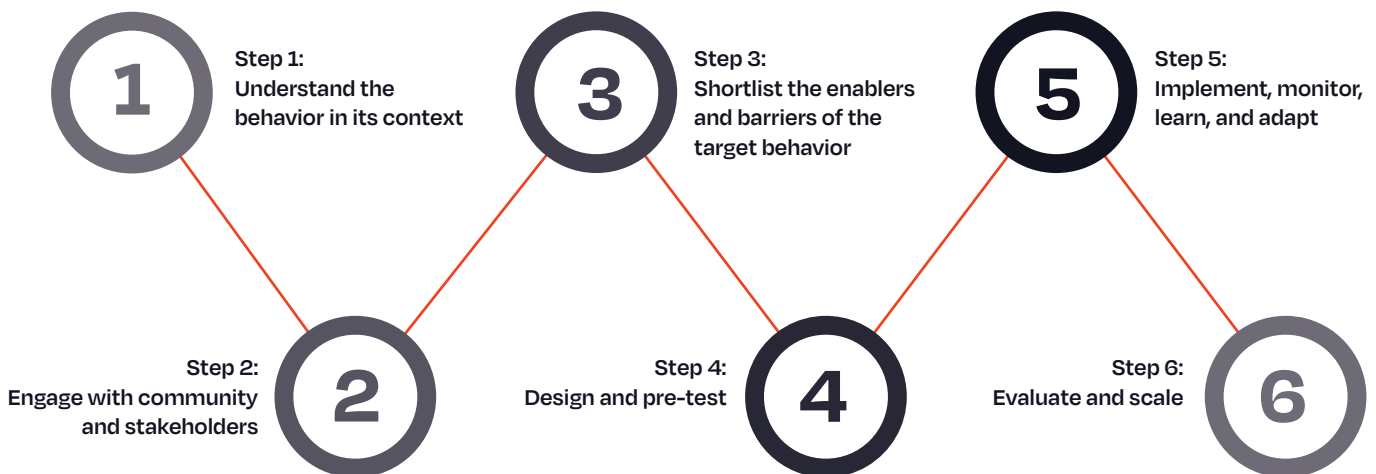 1
Step 1:
Understand the
behavior in its context
2
Step 2:
Engage with community
and stakeholders
3
Step 3:
Shortlist the enablers
and barriers of the
target behavior
4
Step 4:
Design and pre-test
5
Step 5:
Implement, monitor,
learn, and adapt
6
Step 6:
Evaluate and scale